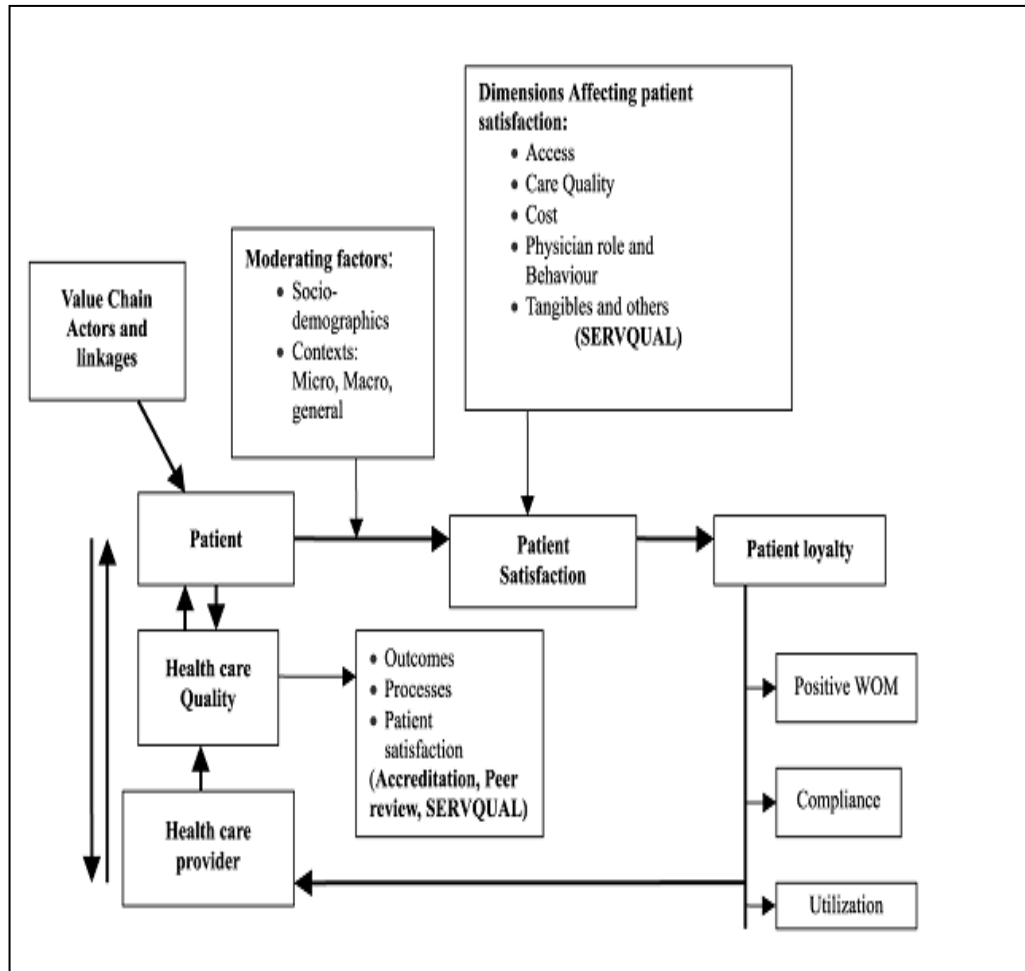 Dimensions Affecting patient
satisfaction:
• Access
• Care Quality
• Cost
• Physician role and
Behaviour
• Tangibles and others
(SERVQUAL)
Moderating factors:
• Socio-
demographics
• Contexts:
Micro, Macro,
general
Value Chain
Actors and
linkages
Patient
Patient
Satisfaction
Patient loyalty
Health care
Quality
• Outcomes
• Processes
• Patient
satisfaction
(Accreditation, Peer
review, SERVQUAL)
Positive WOM
Compliance
Health care
provider
Utilization